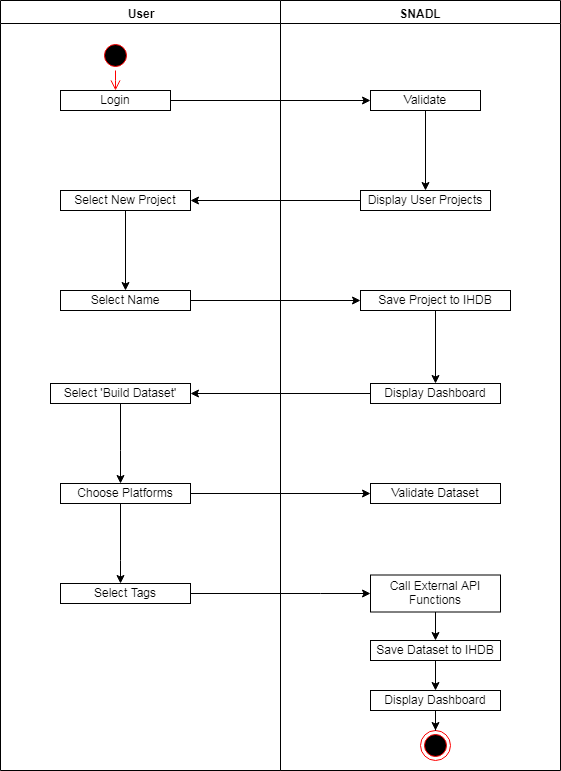 User
SNADL
Login
Validate
Select New Project
Display User Projects
Select Name
Save Project to IHDB
Select 'Build Dataset'
Display Dashboard
Choose Platforms
Validate Dataset
Select Tags
Call External API
Functions
Save Dataset to IHDB
Display Dashboard